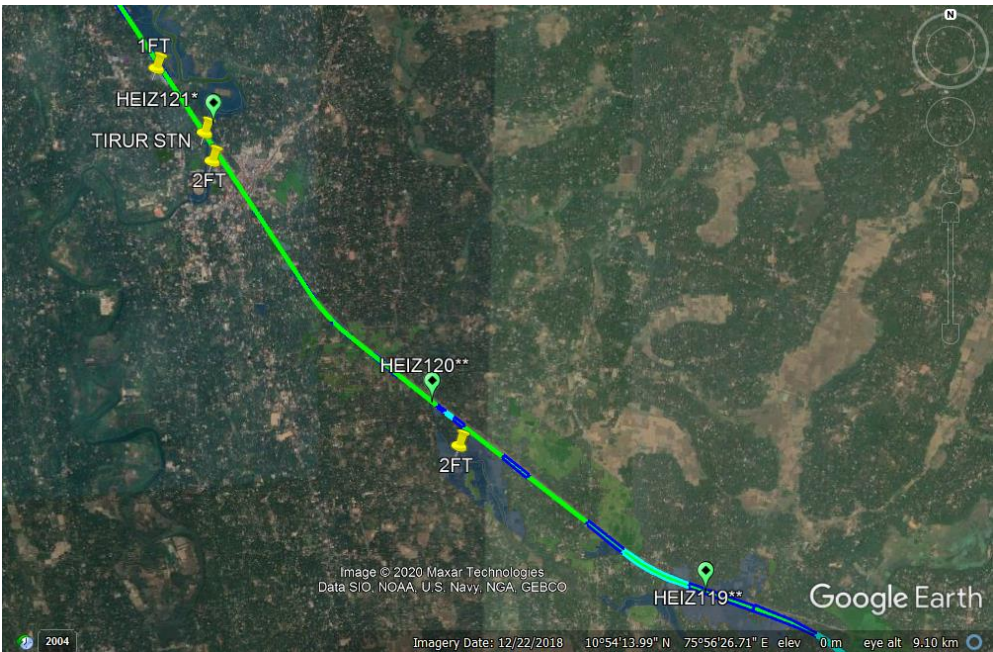 N
1FT
HEIZ121*
TIRUR STN
2FT
HEIZ120**
2FT
Image © 2020 Maxar Technologies
Data SIO, NOAA, U.S. Navy, NGA, GEBCO
HEIZ119**
Google Earth
2004
Imagery Date: 12/22/2018 10°54'13.99" N 75°56'26.71" E elev 0 m eye alt 9.10 km